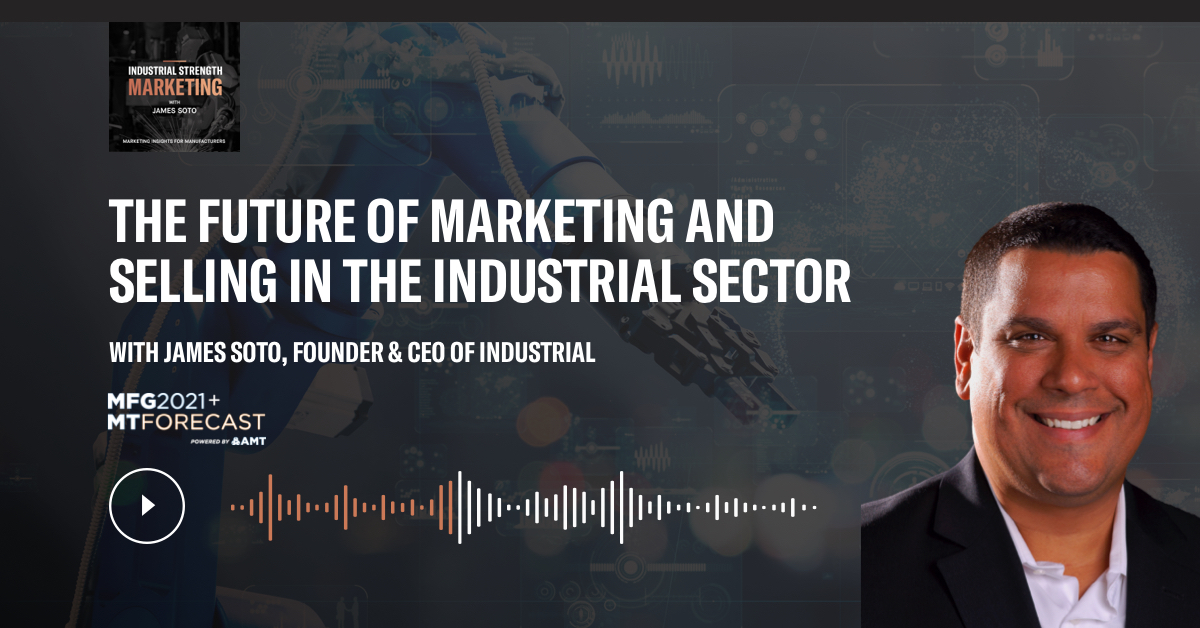 INDUSTRIAL STRENGTH
MARKETING
WITH
JAMES SOTO
MARKETING INSIGHTS FOR MANUFACTURERS
THE FUTURE OF MARKETING AND
SELLING IN THE INDUSTRIAL SECTOR
WITH JAMES SOTO, FOUNDER & CEO OF INDUSTRIAL
MFG2021+
MTFORECAST
POWERED BY AMT